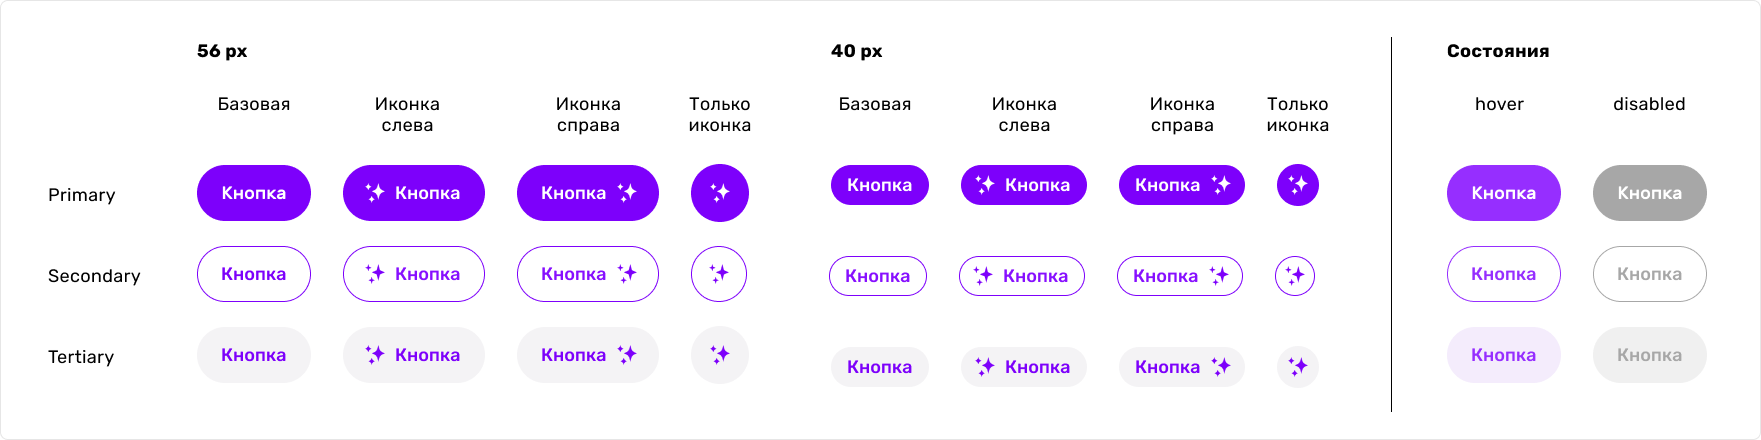 56 px
40 px
Состояния
Базовая
Иконка
слева
Иконка
справа
Только
иконка
Базовая
Иконка
слева
Иконка
справа
Только
иконка
hover
disabled
Primary
Кнопка
Кнопка
Кнопка
Кнопка
Кнопка
Кнопка
Кнопка
Кнопка
Secondary
Кнопка
Кнопка
Кнопка
Кнопка
Кнопка
Кнопка
Кнопка
Кнопка
Tertiary
Кнопка
Кнопка
Кнопка
Кнопка
Кнопка
Кнопка
Кнопка
Кнопка